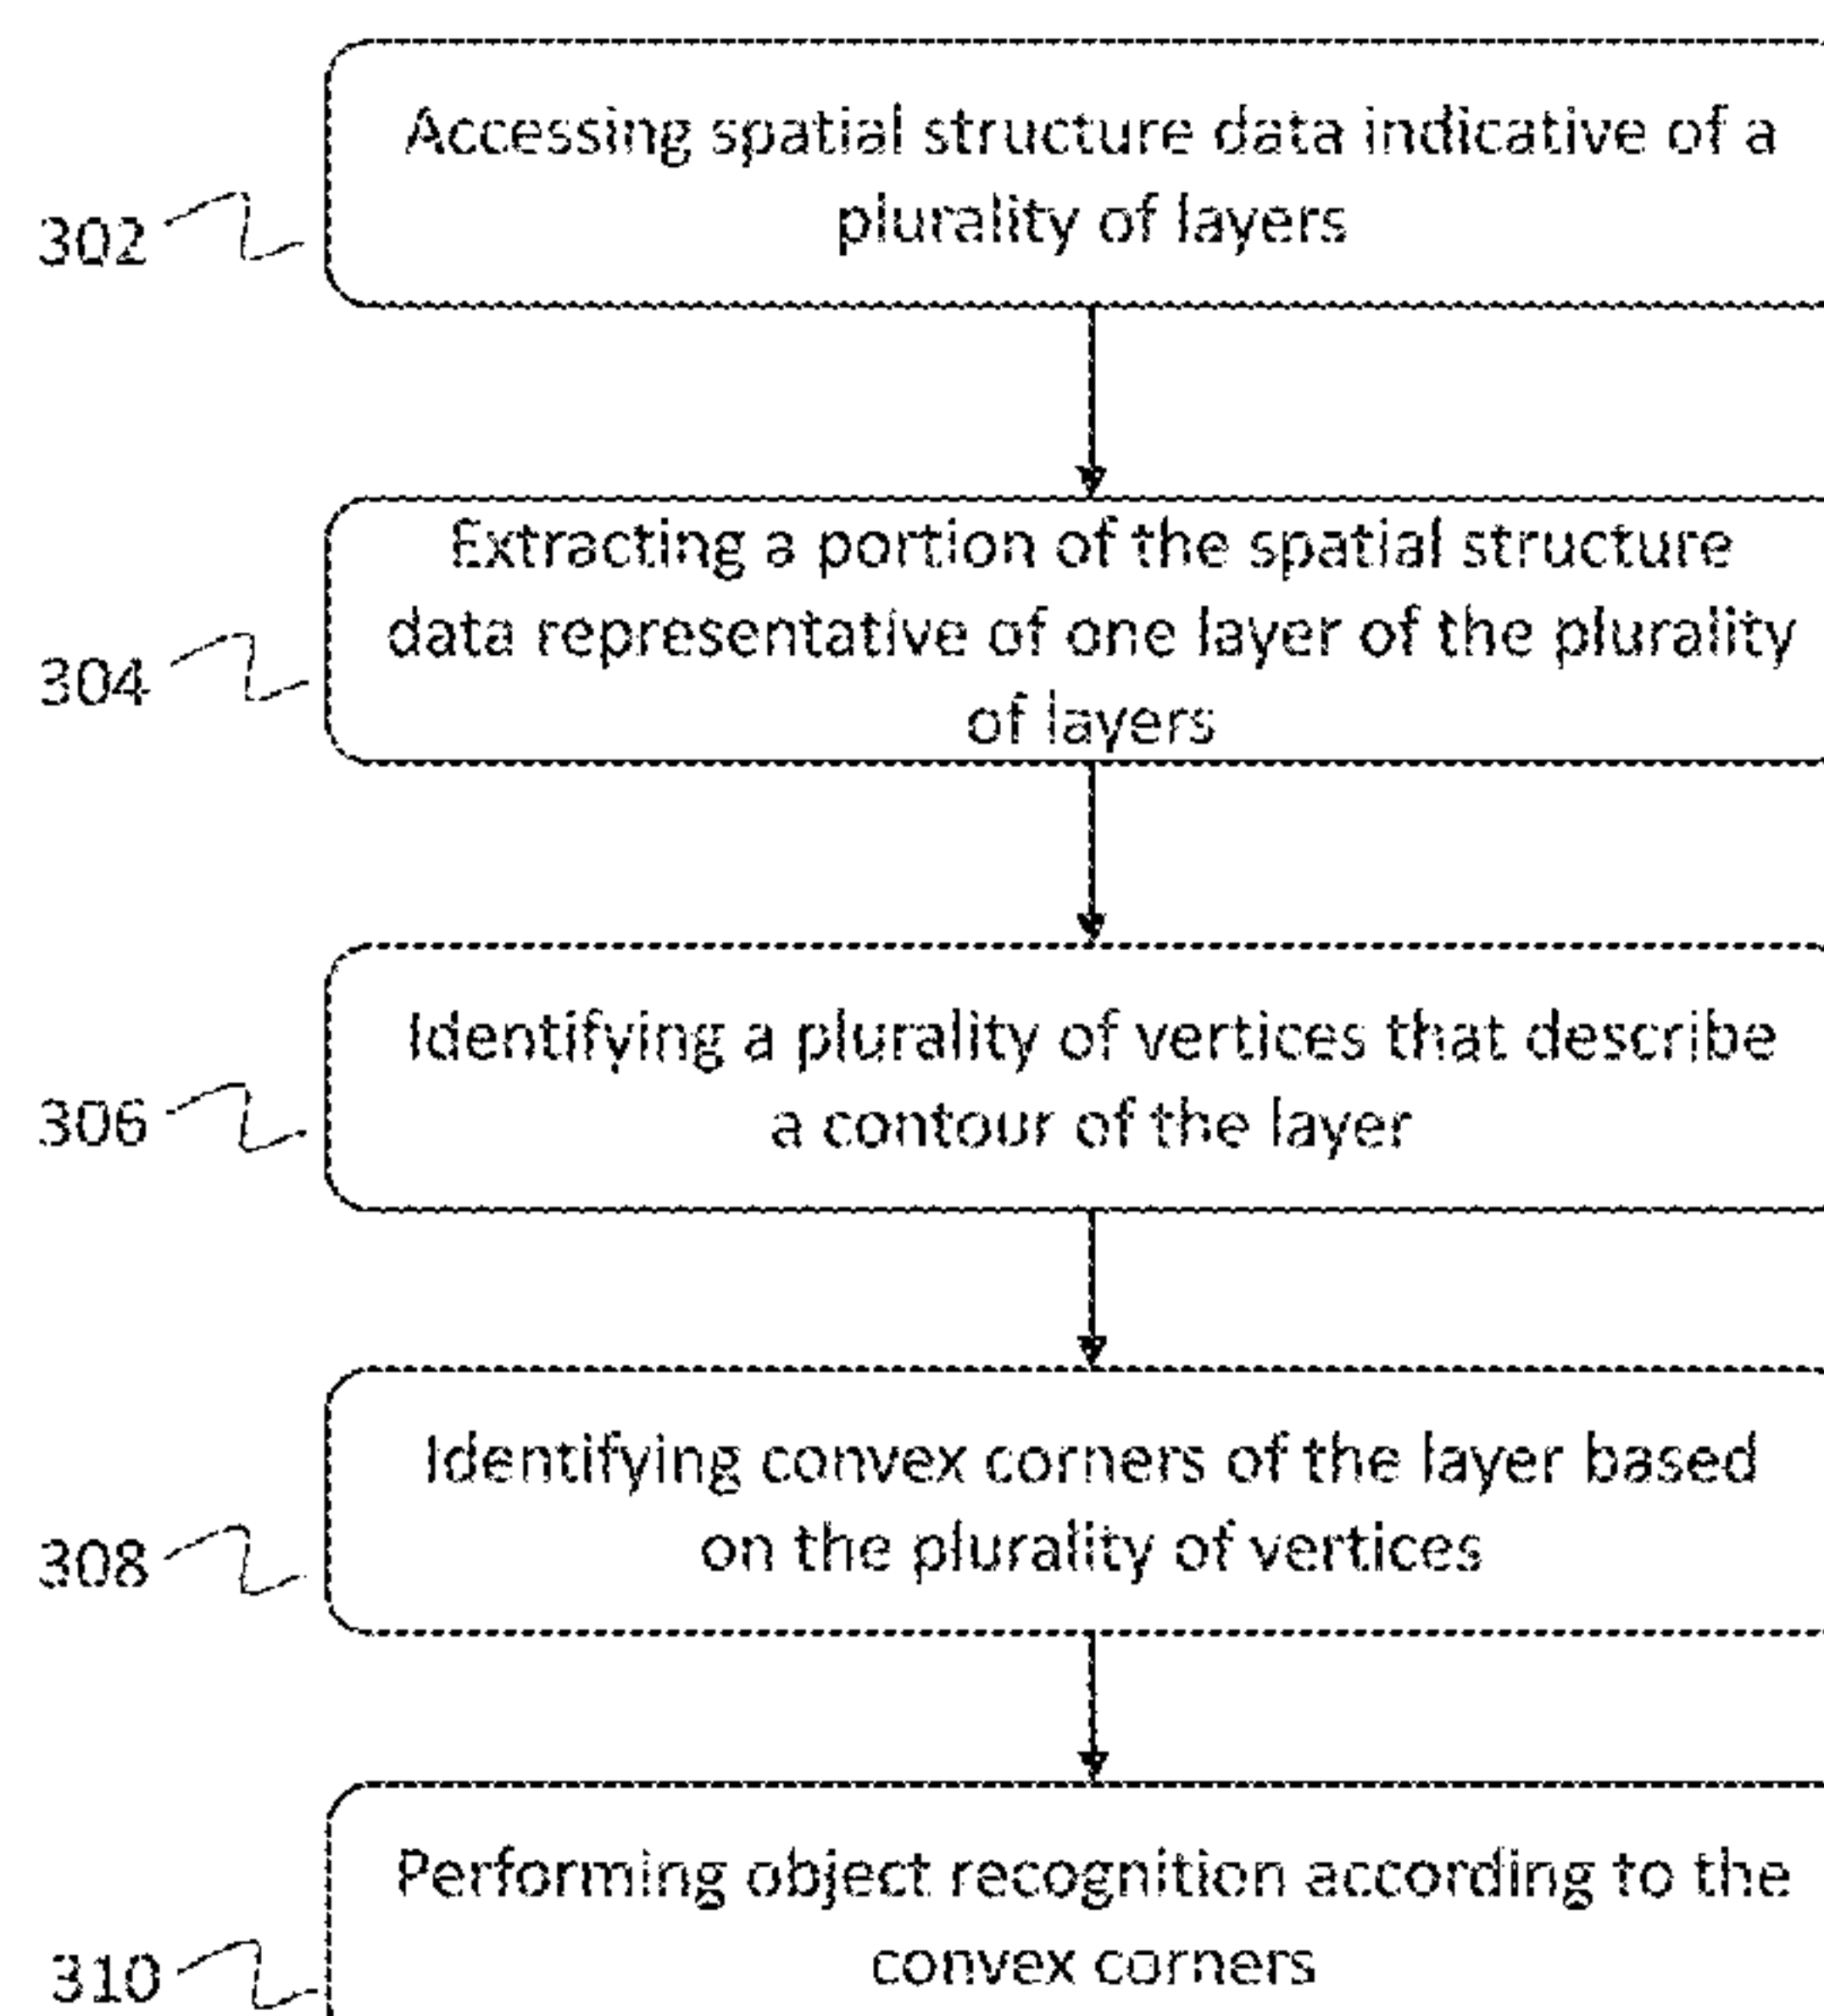 Accessing spatial structure data indicative of a
plurality of layers
302
Extracting a portion of the spatial structure
data representative of one layer of the plurality
of layers
304
Identifying a plurality of vertices that describe
a contour of the layer
306
Identifying convex corners of the layer based
on the plurality of vertices
308
Performing object recognition according to the
convex corners
310